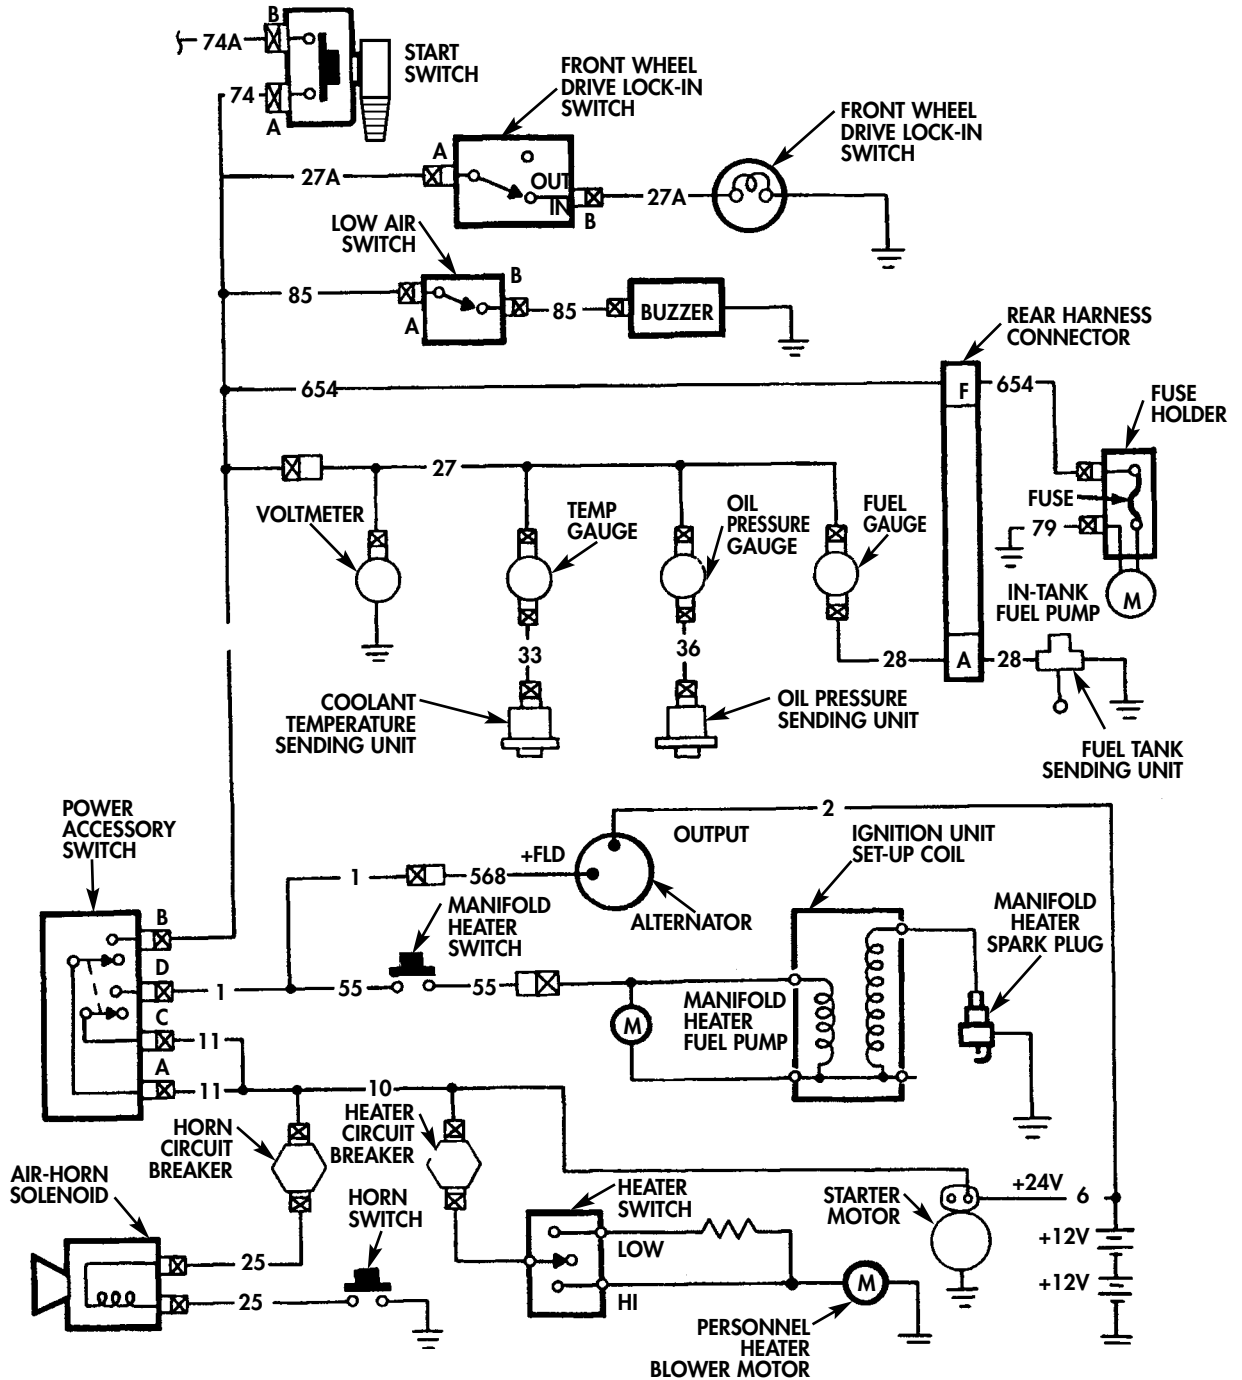 B
74A
START
SWITCH
74
A
FRONT WHEEL
DRIVE LOCK-IN
SWITCH
FRONT WHEEL
DRIVE LOCK-IN
SWITCH
A
27A
OUT
IN
B
27A
LOW AIR
SWITCH
B
85
A
85
BUZZER
REAR HARNESS
CONNECTOR
654
F
654
FUSE
HOLDER
27
VOLTMETER
TEMP
GAUGE
OIL
PRESSURE
GAUGE
FUEL
GAUGE
FUSE
79
IN-TANK
FUEL PUMP
M
33
36
28
A
28
COOLANT
TEMPERATURE
SENDING UNIT
OIL PRESSURE
SENDING UNIT
FUEL TANK
SENDING UNIT
POWER
ACCESSORY
SWITCH
2
OUTPUT
IGNITION UNIT
SET-UP COIL
+FLD
1
568
ALTERNATOR
MANIFOLD
HEATER
SWITCH
MANIFOLD
HEATER
SPARK PLUG
B
D
1
55
55
C
11
M
MANIFOLD
HEATER
FUEL PUMP
A
11
10
HORN
CIRCUIT
BREAKER
HEATER
CIRCUIT
BREAKER
AIR-HORN
SOLENOID
HORN
SWITCH
HEATER
SWITCH
STARTER
MOTOR
+24V
6
+12V
+12V
25
25
LOW
HI
M
PERSONNEL
HEATER
BLOWER MOTOR